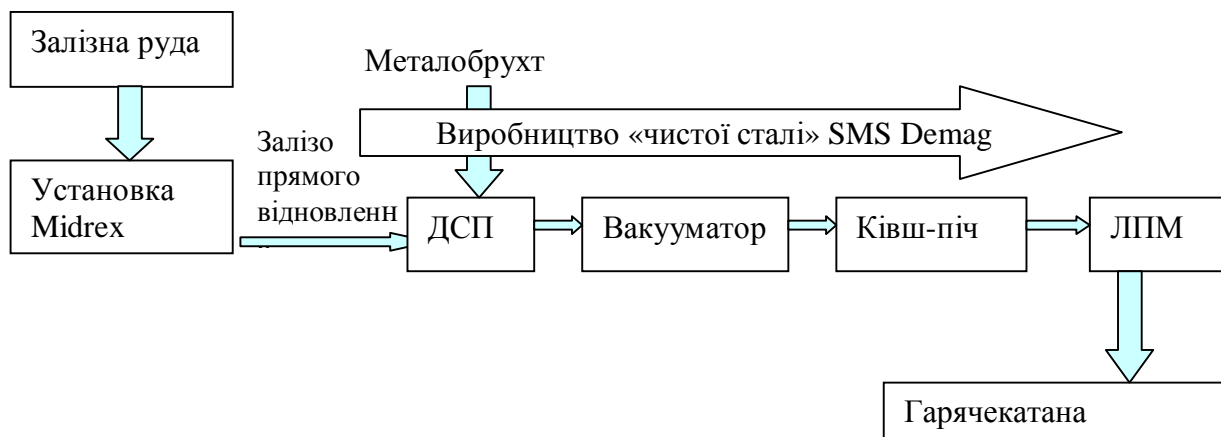 Залізна руда
Металобрухт
Виробництво «чистої сталі» SMS Demag
Залізо
прямого
відновленн
Установка
Midrex
ДСП
Вакууматор
Ківш-піч
ЛПМ
Гарячекатана